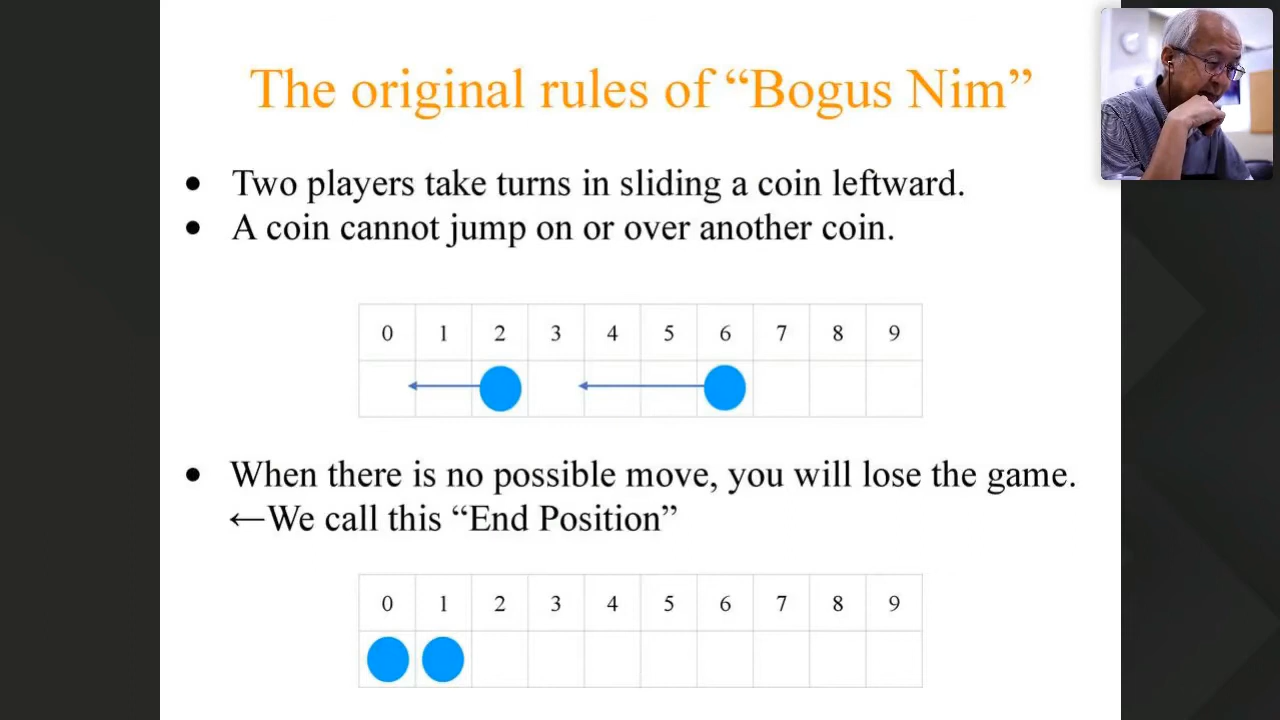 The original rules of “Bogus Nim”
• Two players take turns in sliding a coin leftward.
• A coin cannot jump on or over another coin.
0 1 2 3 4 5 6 7 8 9
• When there is no possible move, you will lose the game.
←We call this “End Position”
0 1 2 3 4 5 6 7 8 9